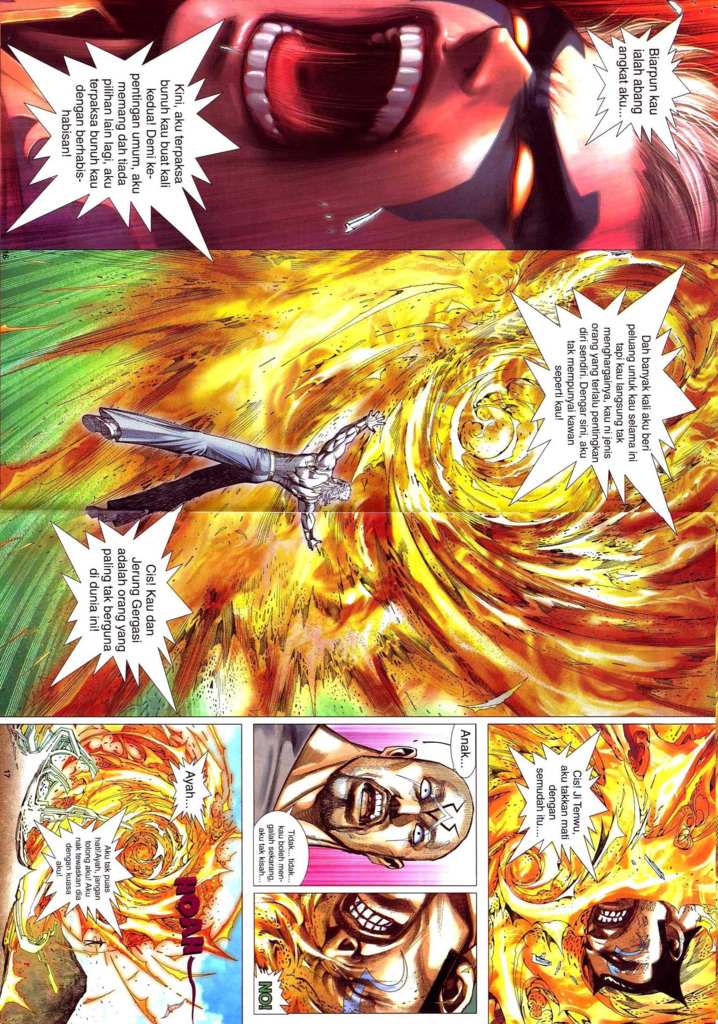 Biarpun kau
ialah abang
angkat aku...
Kini, aku terpaksa
bunuh kau buat kali
kedua! Demi ke-
pentingan umum, aku
memang dah tiada
pilihan lain lagi, aku
terpaksa bunuh kau
dengan berhabis-
habisan!
Dah banyak kali aku beri
peluang untuk kau selama ini
tapi kau langsung tak
menghargainya, kau ni jenis
orang yang terlalu pentingkan
diri sendiri. Dengar sini, aku
tak mempunyai kawan
seperti kau!
Cis! Kau dan
Jerung Gergasi
adalah orang yang
paling tak berguna
di dunia ini!
16
Cis! Ji Tenwu,
aku takkan mati
dengan
semudah itu...
Anak...
Tidak... tidak...
kau boleh men-
galah sekarang,
aku tak kisah.
NO!
Ayah...
Aku tak puas
hati! Ayah, jangan
tolong aku! Aku
nak tewaskan dia
dengan kuasa
aku!
ROAR
17